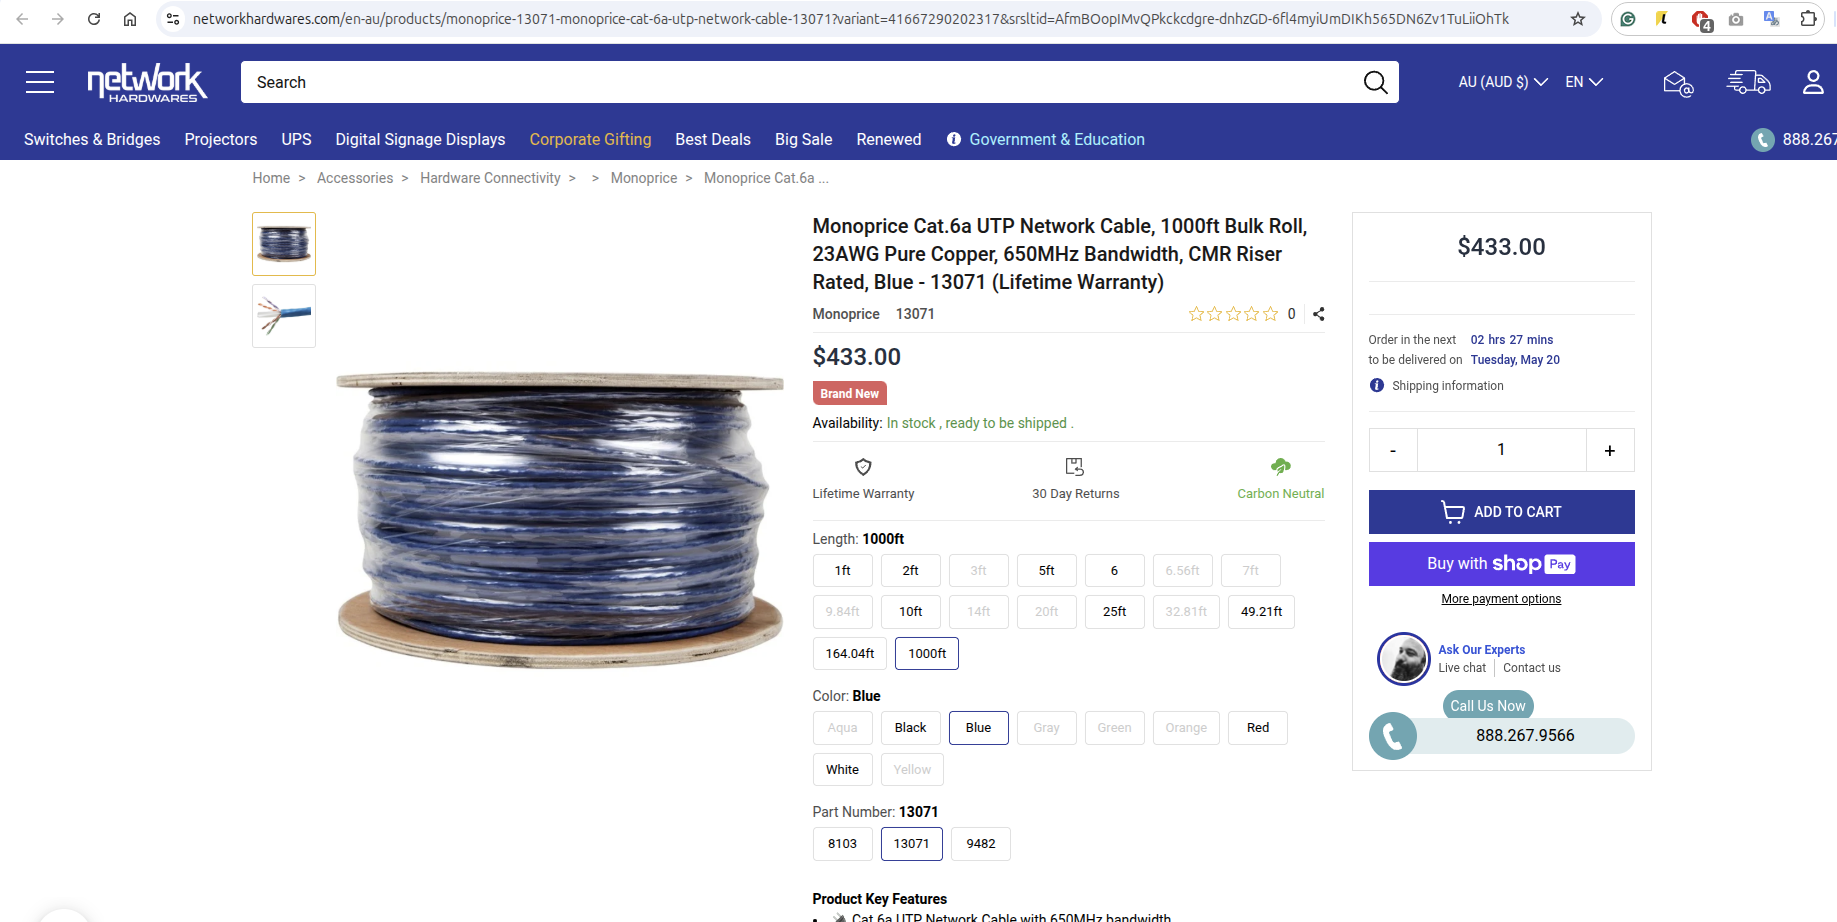 networkhardwares.com/en-au/products/monoprice-13071-monoprice-cat-6a-utp-network-cable-13071?variant=41667290202317&srsltid=AfmBOopIMvQPkckcdgre-dnhzGD-6fl4myiUmDIKh565DN6Zv1TuLiiOhTk
4
network
HARDWARES
Search
AU (AUD $)
EN
Switches & Bridges
Projectors
UPS
Digital Signage Displays
Corporate Gifting
Best Deals
Big Sale
Renewed
Government & Education
888.267
Home > Accessories > Hardware Connectivity > > Monoprice > Monoprice Cat.6a ...
Monoprice Cat.6a UTP Network Cable, 1000ft Bulk Roll,
23AWG Pure Copper, 650MHz Bandwidth, CMR Riser
Rated, Blue - 13071 (Lifetime Warranty)
Monoprice 13071
0
$433.00
Brand New
Availability: In stock , ready to be shipped .
Lifetime Warranty
30 Day Returns
Carbon Neutral
Length: 1000ft
1ft 2ft 3ft 5ft 6 6.56ft 7ft
9.84ft 10ft 14ft 20ft 25ft 32.81ft 49.21ft
164.04ft 1000ft
Color: Blue
Aqua Black Blue Gray Green Orange Red
White Yellow
Part Number: 13071
8103 13071 9482
Product Key Features
• Cat.6a UTP Network Cable with 650MHz bandwidth
$433.00
Order in the next 02 hrs 27 mins
to be delivered on Tuesday, May 20
Shipping information
- 1 +
ADD TO CART
Buy with shop Pay
More payment options
Ask Our Experts
Live chat
Contact us
Call Us Now
888.267.9566